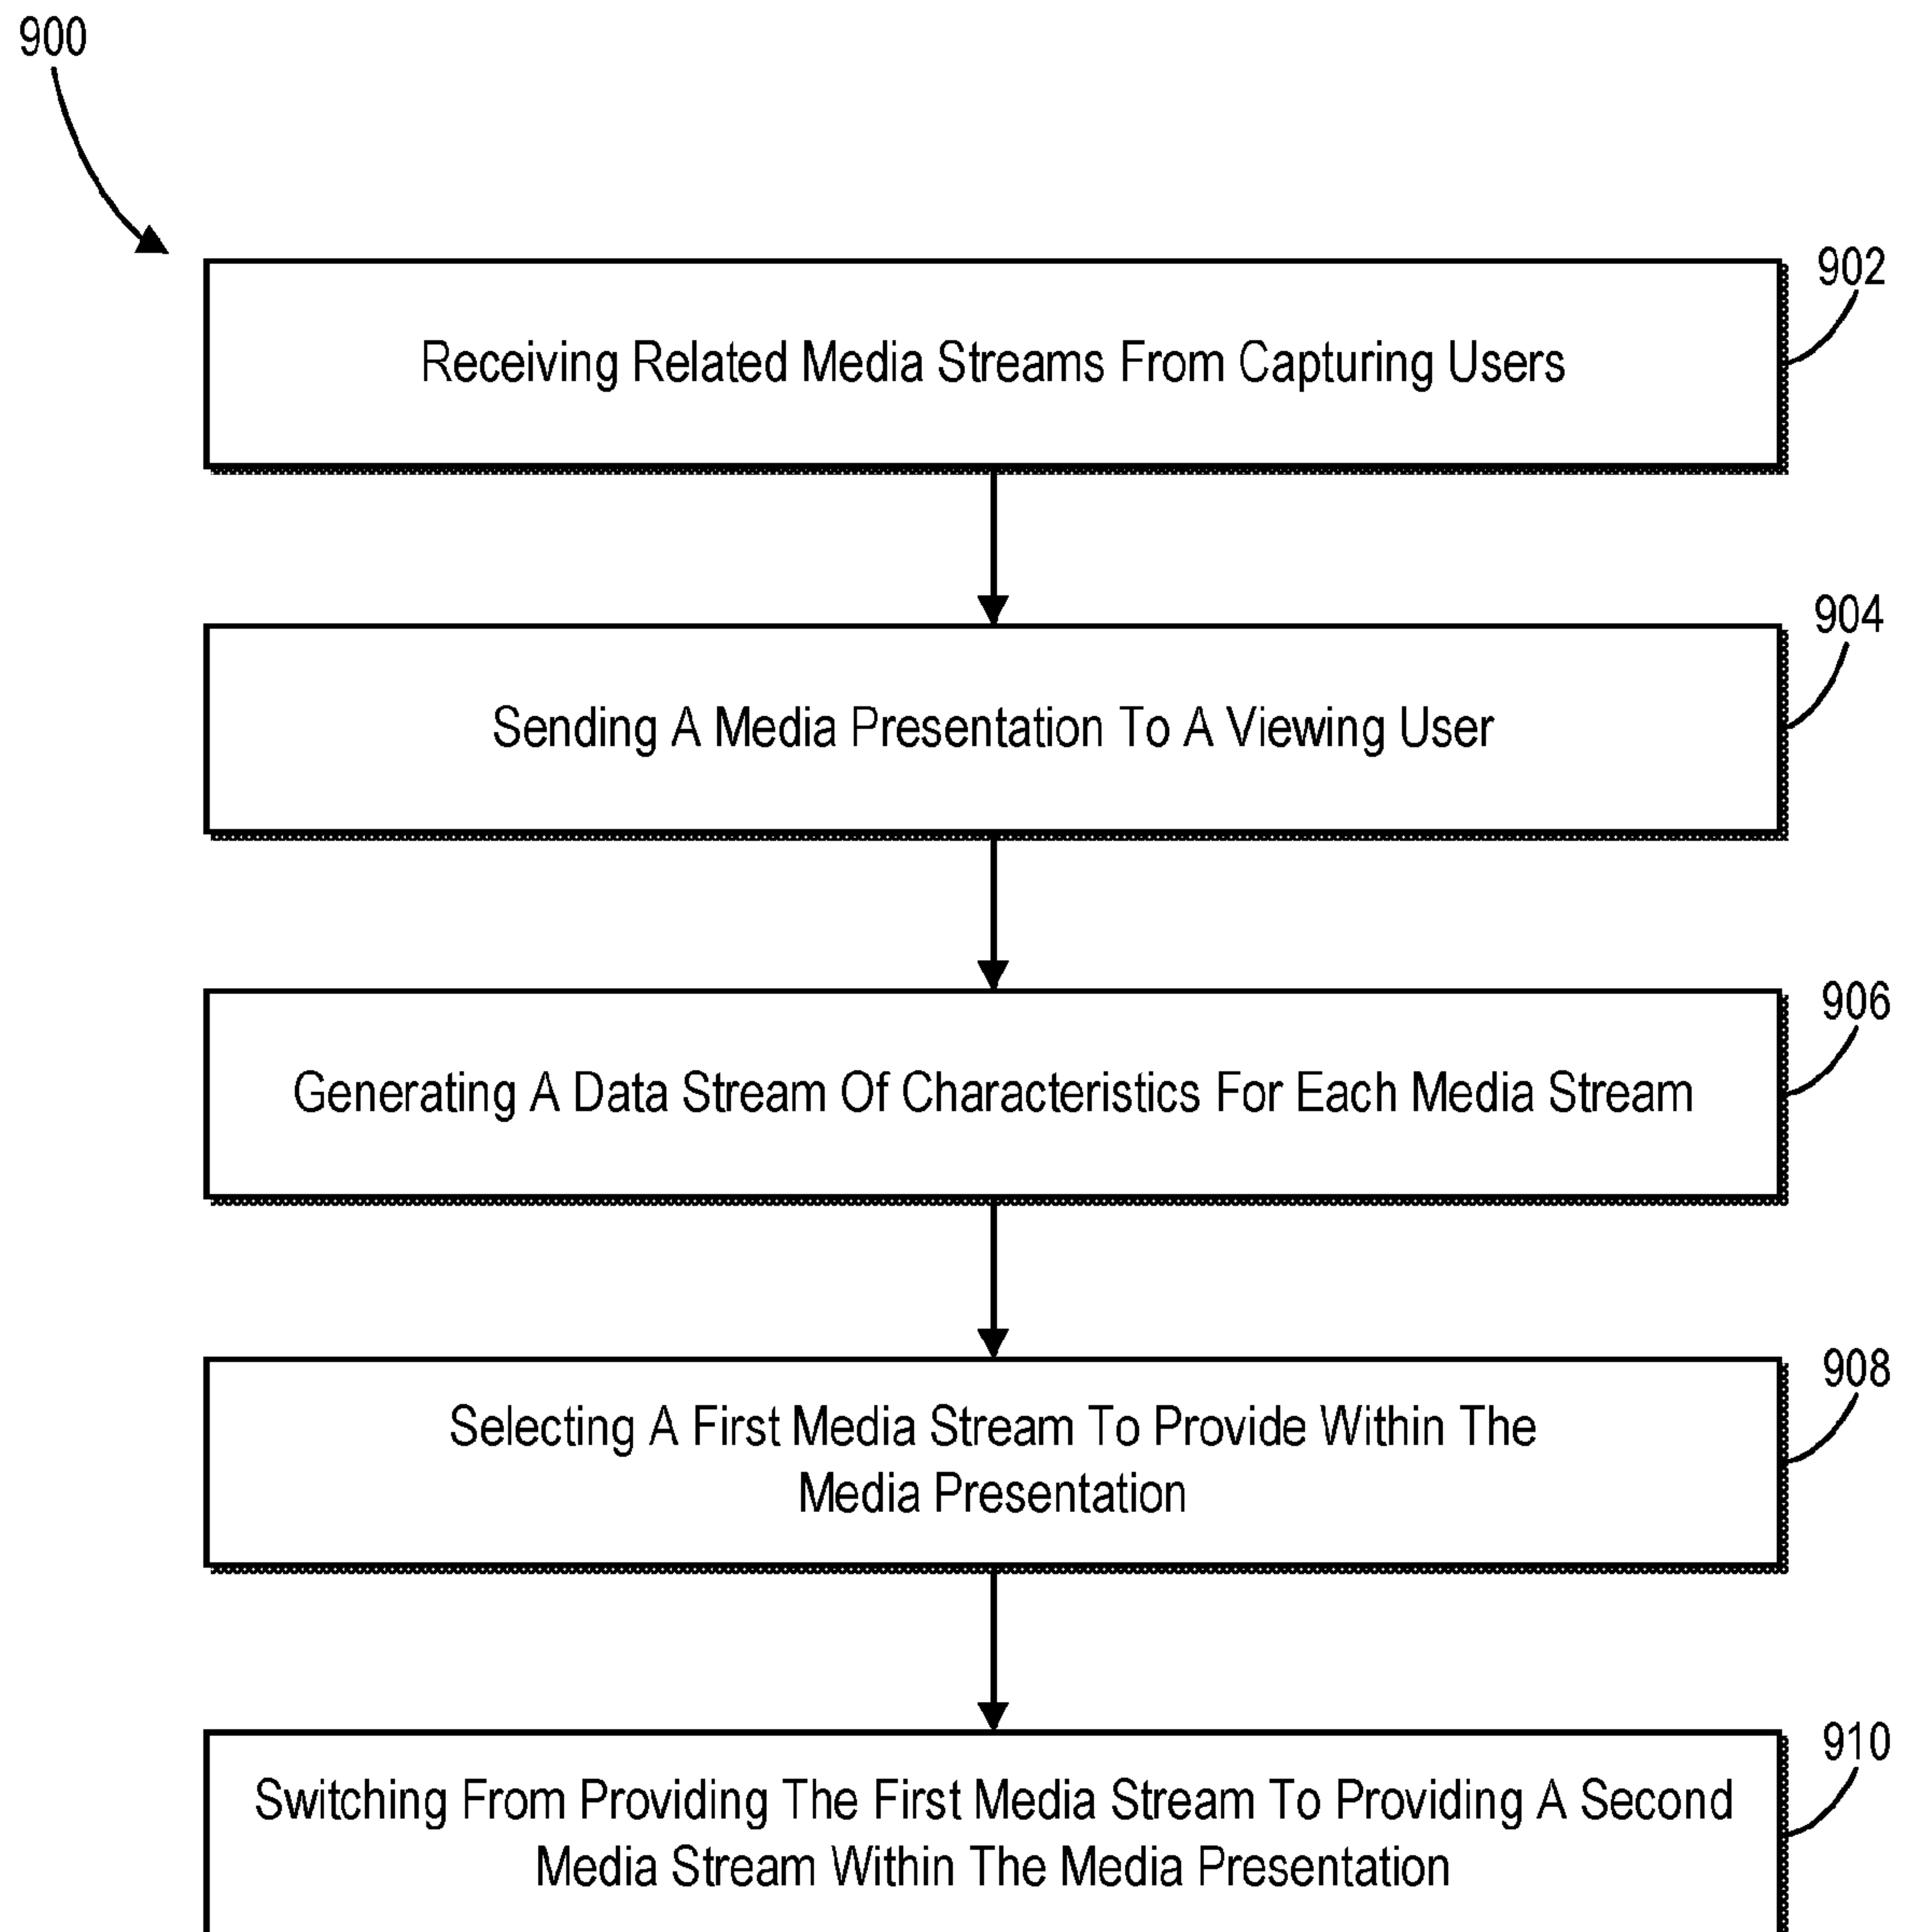 900
902
Receiving Related Media Streams From Capturing Users
904
Sending A Media Presentation To A Viewing User
906
Generating A Data Stream Of Characteristics For Each Media Stream
908
Selecting A First Media Stream To Provide Within The
Media Presentation
910
Switching From Providing The First Media Stream To Providing A Second
Media Stream Within The Media Presentation